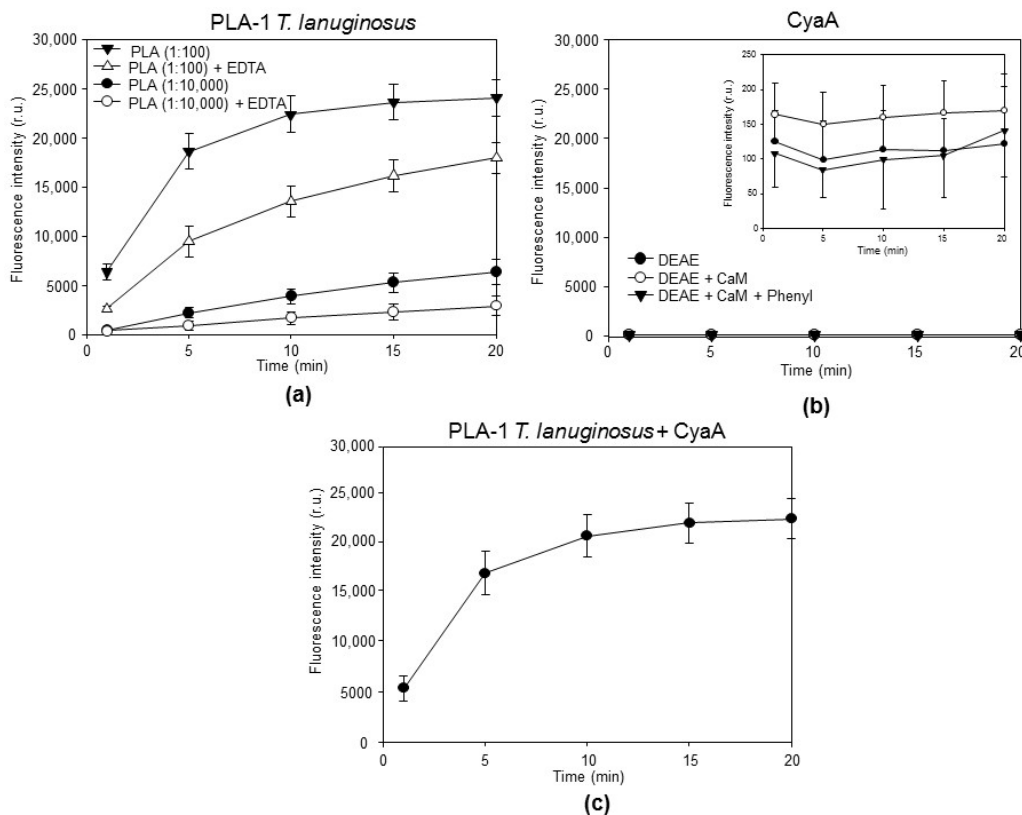 PLA-1 T. lanuginosus
30,000
25,000
20,000
15,000
10,000
5000
0
Fluorescence intensity (r.u.)
PLA (1:100)
PLA (1:100) + EDTA
PLA (1:10,000)
PLA (1:10,000) + EDTA
0 5 10 15 20
Time (min)
(a)
CyaA
30,000
25,000
20,000
15,000
10,000
5000
0
Fluorescence intensity (r.u.)
250
200
150
100
50
0
Fluorescence intesity (r.u.)
0 5 10 15 20
Time (min)
DEAE
DEAE + CaM
DEAE + CaM + Phenyl
0 5 10 15 20
Time (min)
(b)
PLA-1 T. lanuginosus + CyaA
30,000
25,000
20,000
15,000
10,000
5000
0
Fluorescence intensity (r.u.)
0 5 10 15 20
Time (min)
(c)